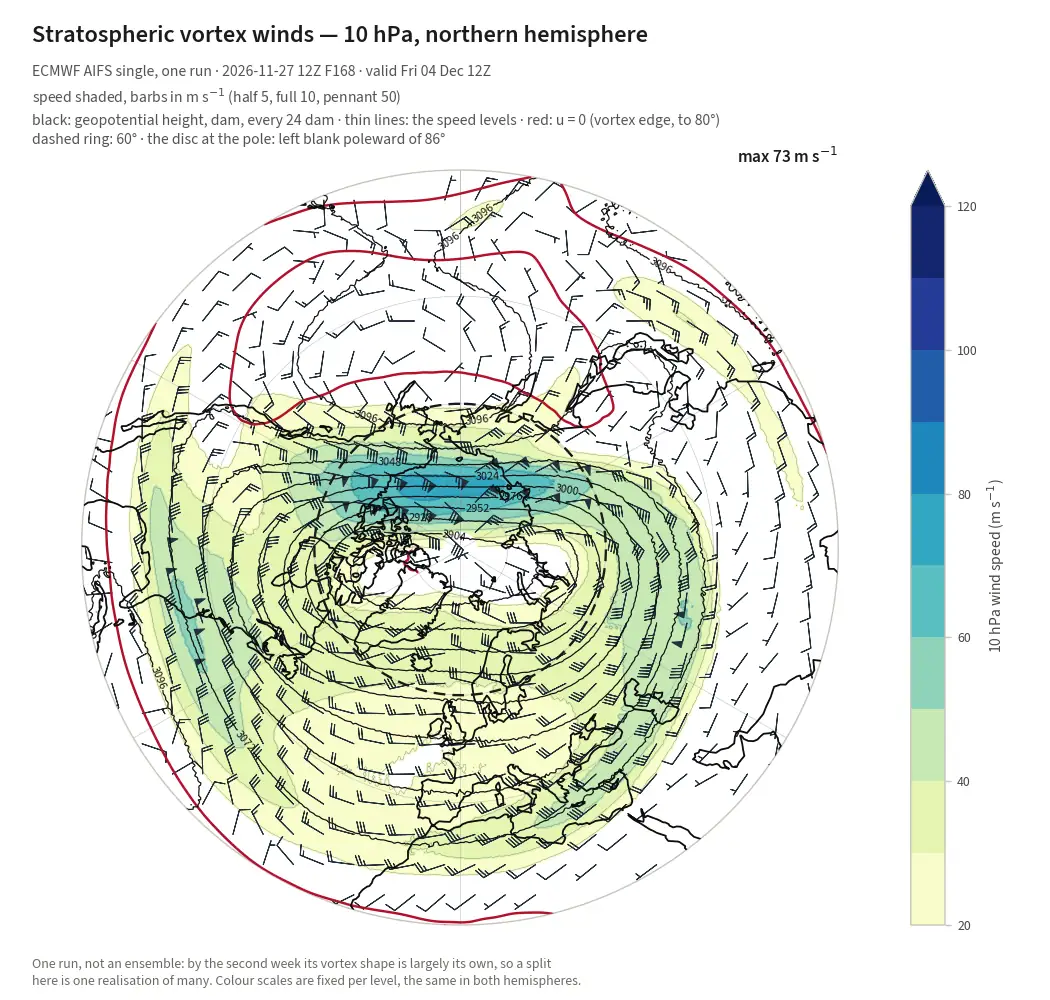 Stratospheric vortex winds — 10 hPa, northern hemisphere
ECMWF AIFS single, one run · 2026-11-27 12Z F168 · valid Fri 04 Dec 12Z
speed shaded, barbs in m s⁻¹ (half 5, full 10, pennant 50)
black: geopotential height, dam, every 24 dam · thin lines: the speed levels · red: u = 0 (vortex edge, to 80°)
dashed ring: 60° · the disc at the pole: left blank poleward of 86°
max 73 m s⁻¹
120
100
80
60
40
20
10 hPa wind speed (m s⁻¹)
3096
3096
3096
3096
3096
3048
3024
3000
2952
2904
3096
One run, not an ensemble: by the second week its vortex shape is largely its own, so a split
here is one realisation of many. Colour scales are fixed per level, the same in both hemispheres.